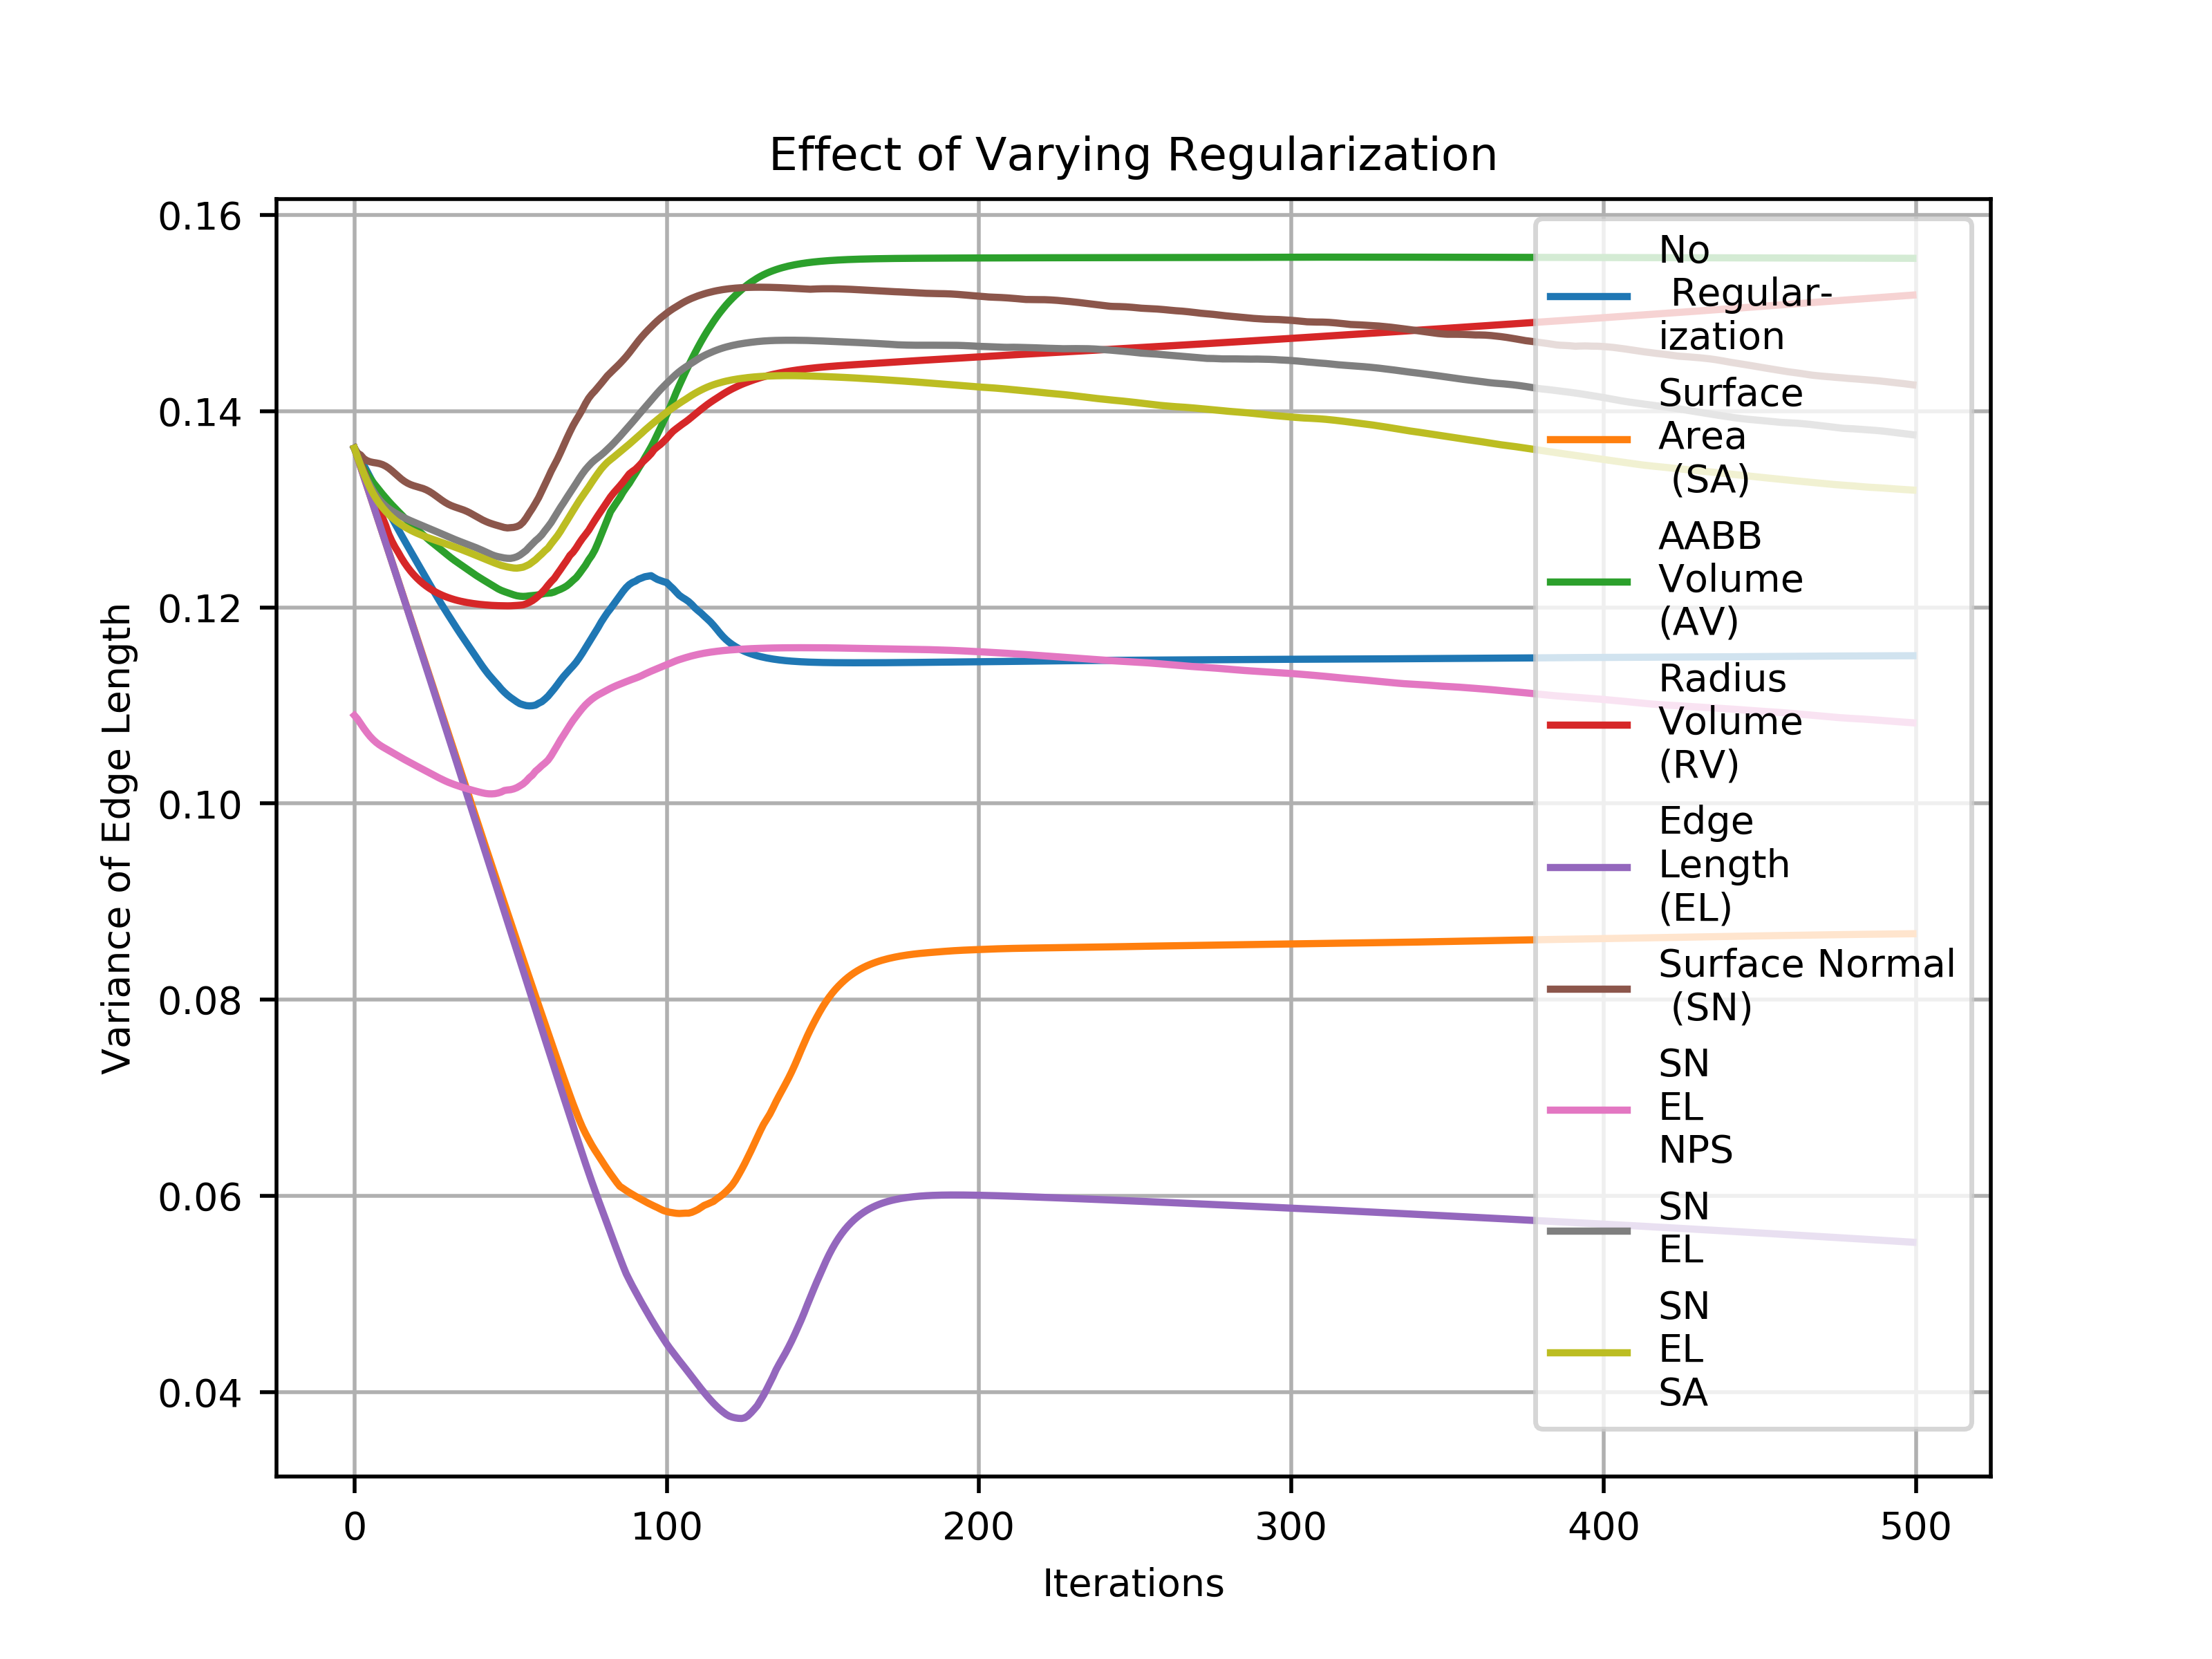 Effect of Varying Regularization
Variance of Edge Length
0.16
0.14
0.12
0.10
0.08
0.06
0.04
0
100
200
300
400
500
Iterations
No
Regular-
ization
Surface
Area
(SA)
AABB
Volume
(AV)
Radius
Volume
(RV)
Edge
Length
(EL)
Surface Normal
(SN)
SN
EL
NPS
SN
EL
SN
EL
SA